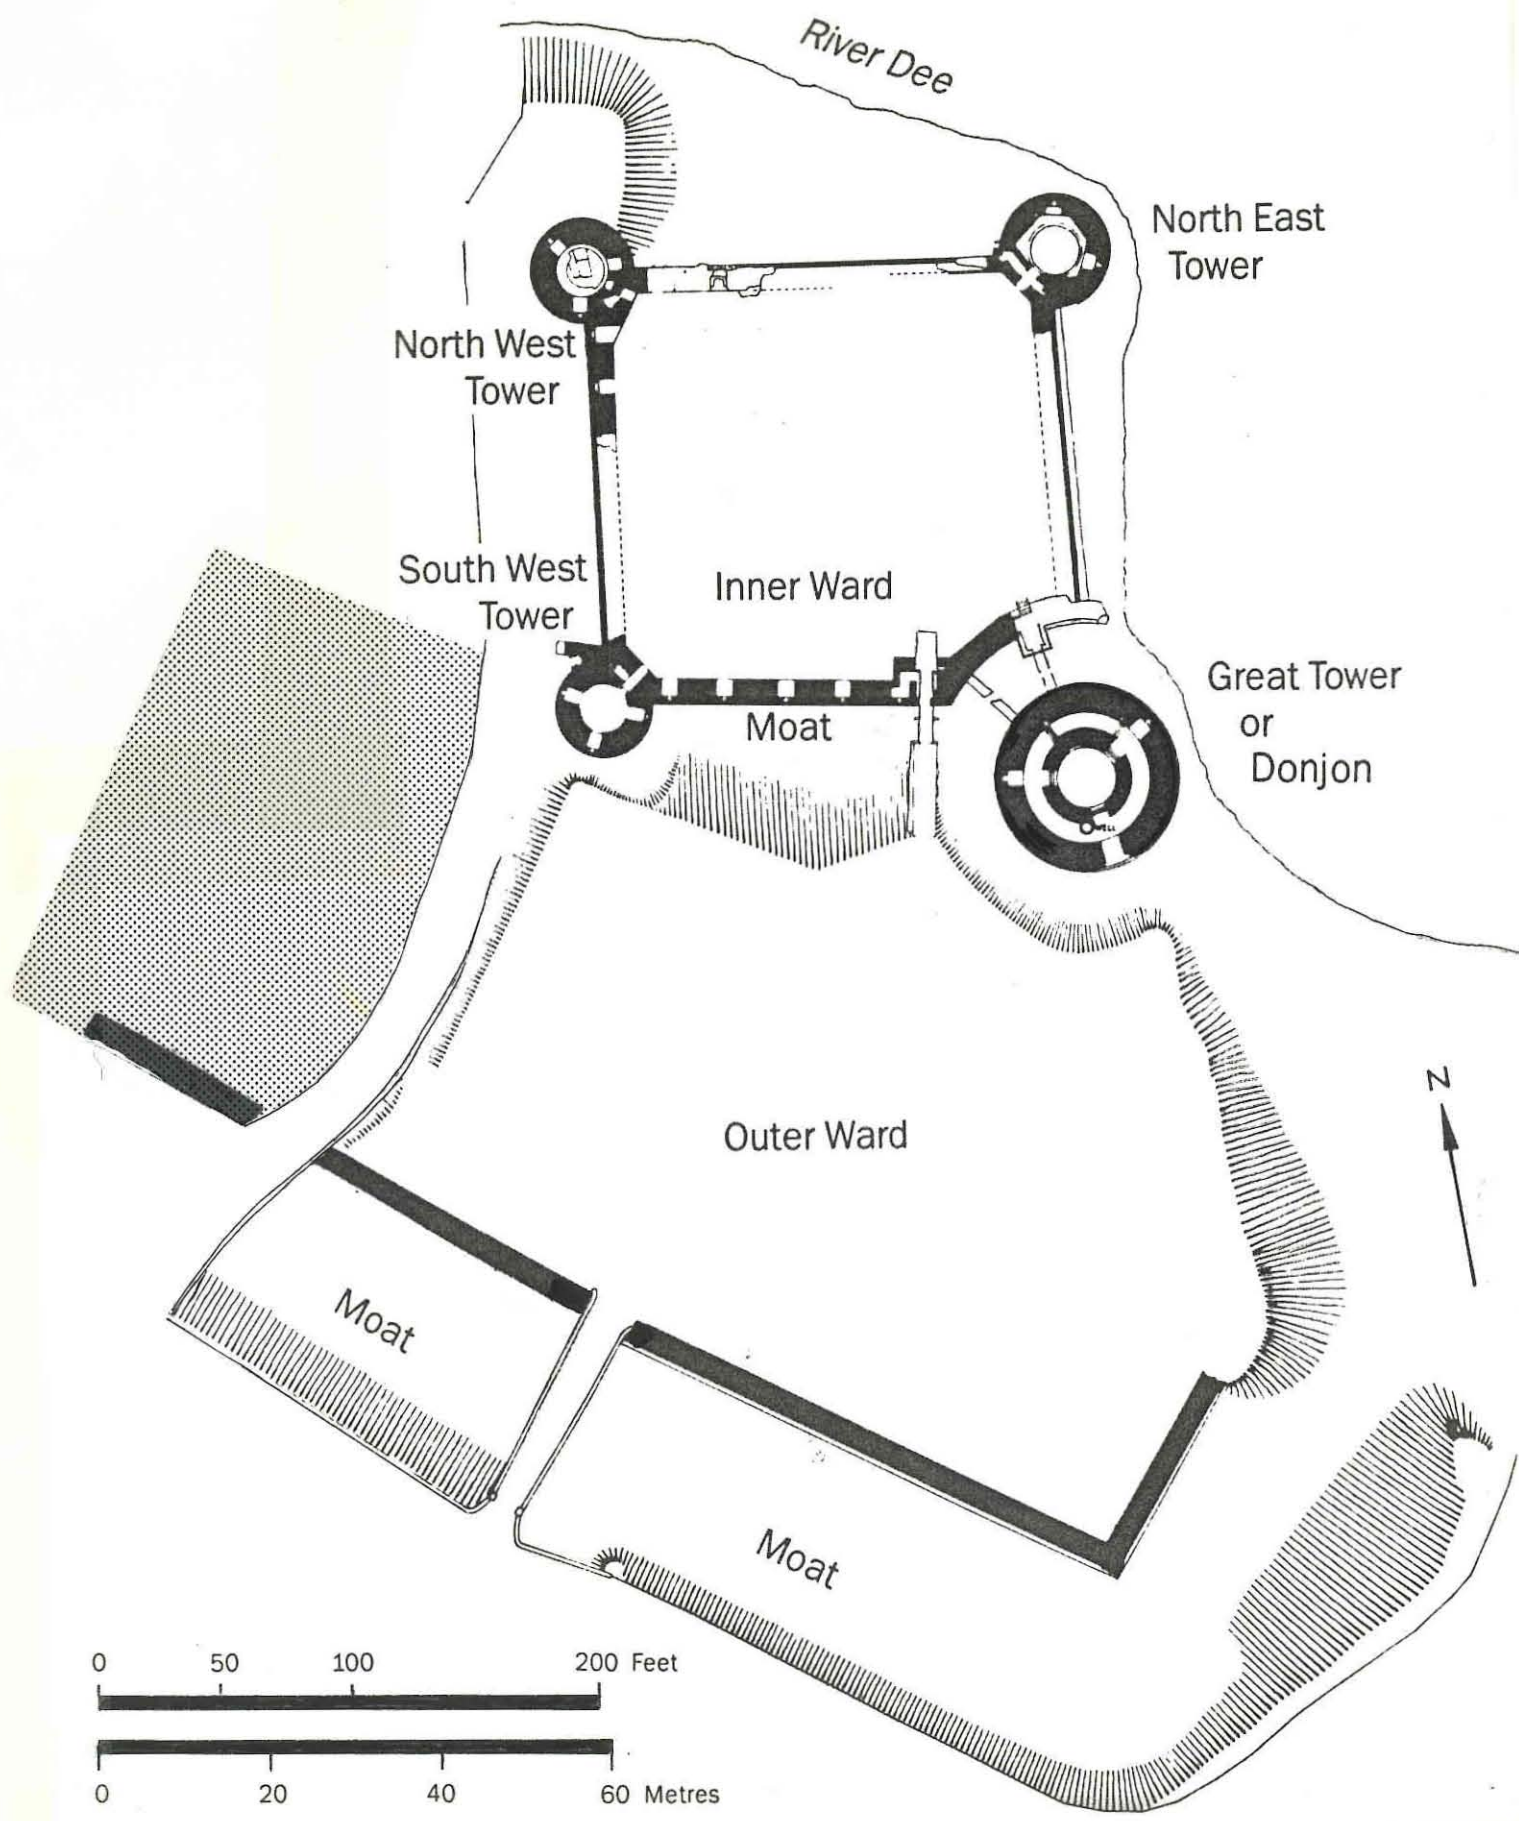 River Dee
North East
Tower
North West
Tower
South West
Tower
Inner Ward
Moat
Great Tower
or
Donjon
WELL
N
Outer Ward
Moat
Moat
0 50 100 200 Feet
0 20 40 60 Metres